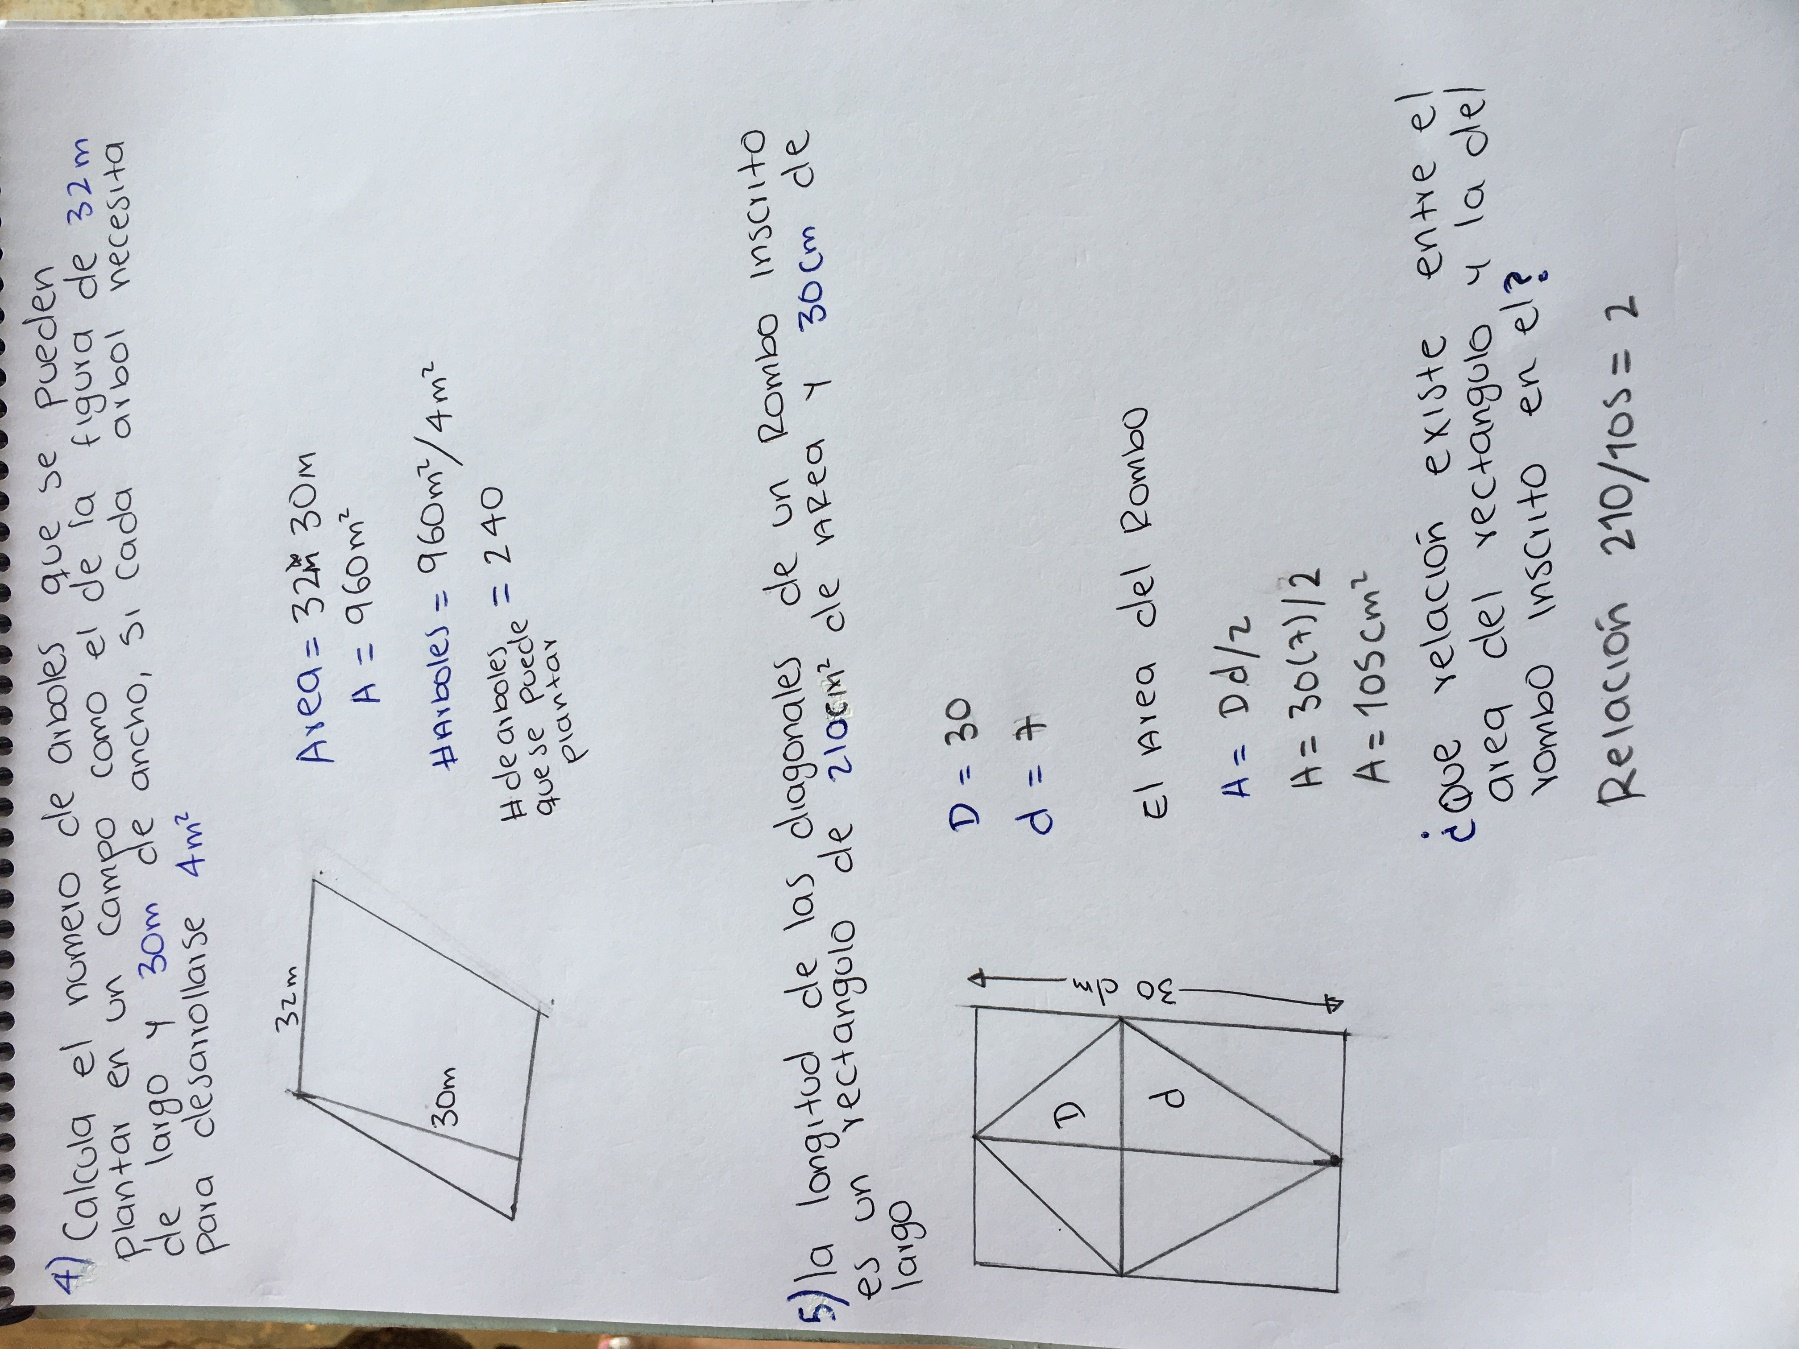 4) Calcula el numero de arboles que se pueden
plantar en un campo como el de la figura de 32m
de largo y 30m de ancho, si cada arbol necesita
para desarrollarse 4m²
32m
30m
Area = 32m x 30m
A = 960m²
#Arboles = 960m²/4m²
# de arboles
que se puede = 240
plantar
5) la longitud de las diagonales de un Rombo inscrito
es un rectangulo de 210cm² de Area y 30cm de
largo
D
d
30 dm
D = 30
d = 7
El Area del Rombo
A = Dd/2
A = 30(7)/2
A = 105cm²
¿Que relación existe entre el
area del rectangulo y la del
rombo inscrito en el?
Relación 210/105 = 2